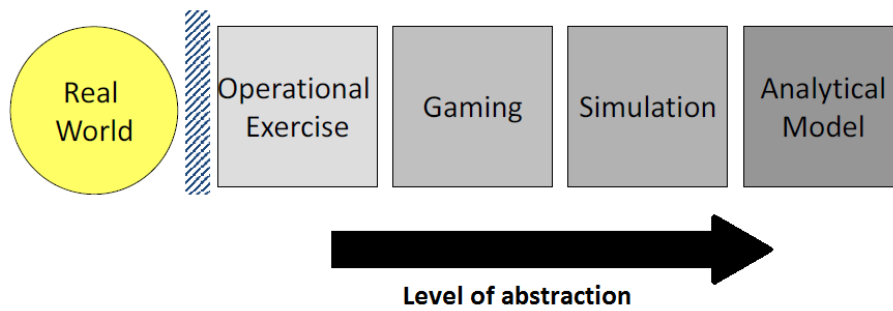 Real
World
Operational
Exercise
Gaming
Simulation
Analytical
Model
Level of abstraction